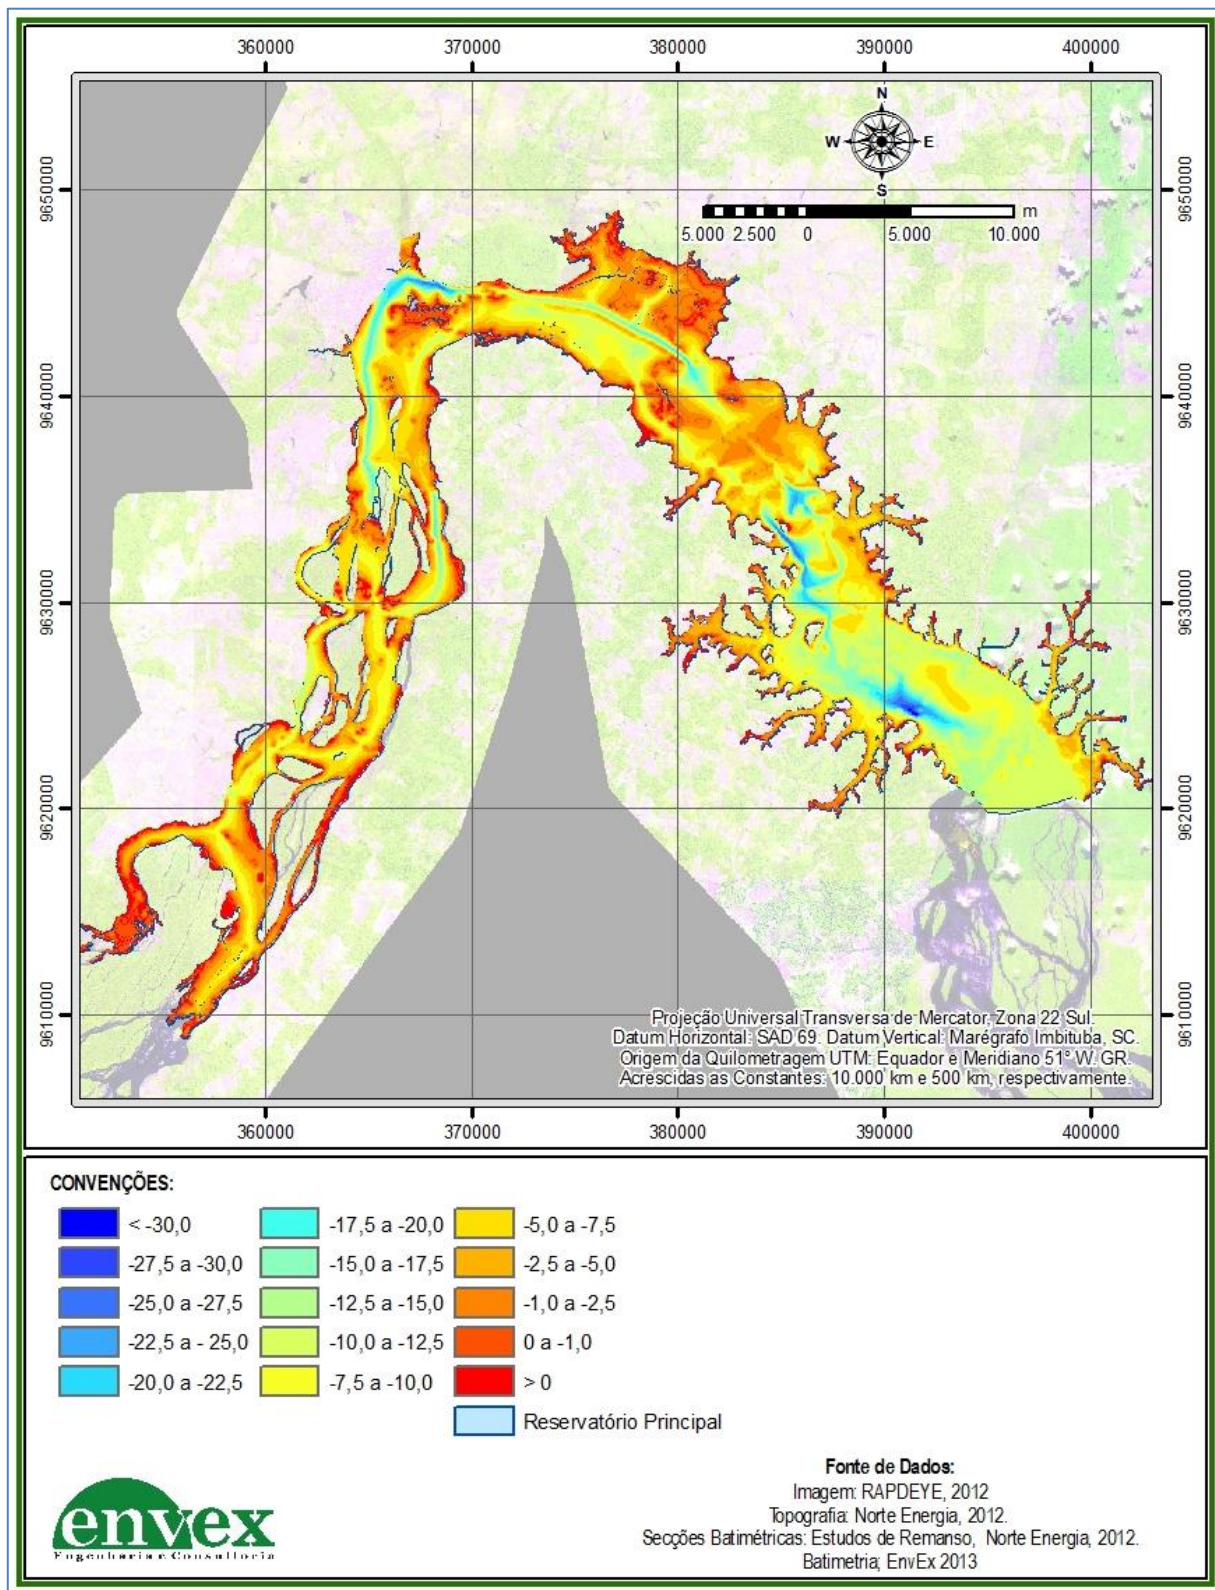 360000 370000 380000 390000 400000
N
W E
S
9650000 9650000
5.000 2.500 0 5.000 10.000 m
9640000 9640000
9630000 9630000
9620000 9620000
9610000 9610000
Projeção Universal Transversa de Mercator, Zona 22 Sul.
Datum Horizontal: SAD 69. Datum Vertical: Marégrafo Imbituba, SC.
Origem da Quilometragem UTM: Equador e Meridiano 51° W. GR.
Acrescidas as Constantes: 10.000 km e 500 km, respectivamente.
360000 370000 380000 390000 400000
CONVENÇÕES:
< -30,0
-27,5 a -30,0
-25,0 a -27,5
-22,5 a - 25,0
-20,0 a -22,5
-17,5 a -20,0
-15,0 a -17,5
-12,5 a -15,0
-10,0 a -12,5
-7,5 a -10,0
-5,0 a -7,5
-2,5 a -5,0
-1,0 a -2,5
0 a -1,0
> 0
Reservatório Principal
envex
Engenharia e Consultoria
Fonte de Dados:
Imagem: RAPDEYE, 2012
Topografia: Norte Energia, 2012.
Secções Batimétricas: Estudos de Remanso, Norte Energia, 2012.
Batimetria; EnvEx 2013